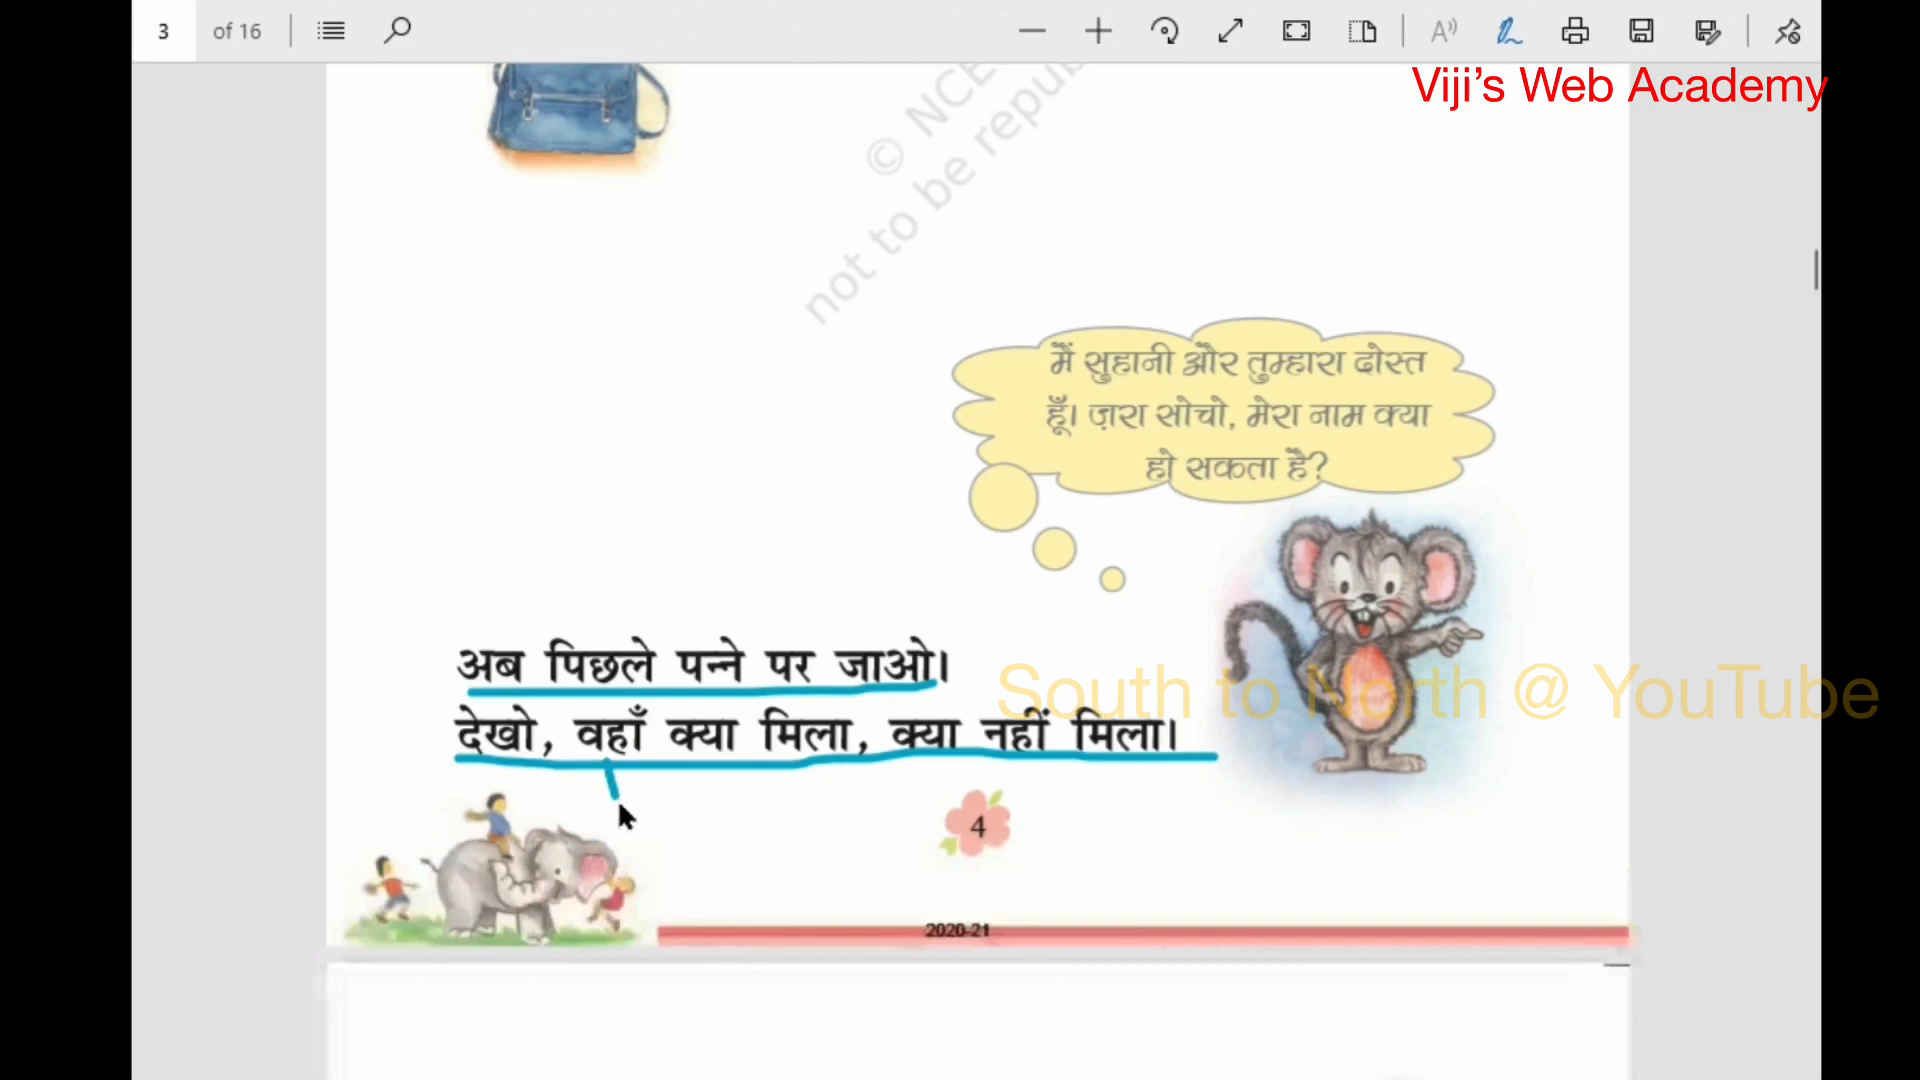 3 of 16
Viji's Web Academy
© NCE
not to be repub
मैं सुहानी और तुम्हारा दोस्त
हूँ। ज़रा सोचो, मेरा नाम क्या
हो सकता है?
अब पिछले पन्ने पर जाओ।
South to North @ YouTube
देखो, वहाँ क्या मिला, क्या नहीं मिला।
4
2020-21